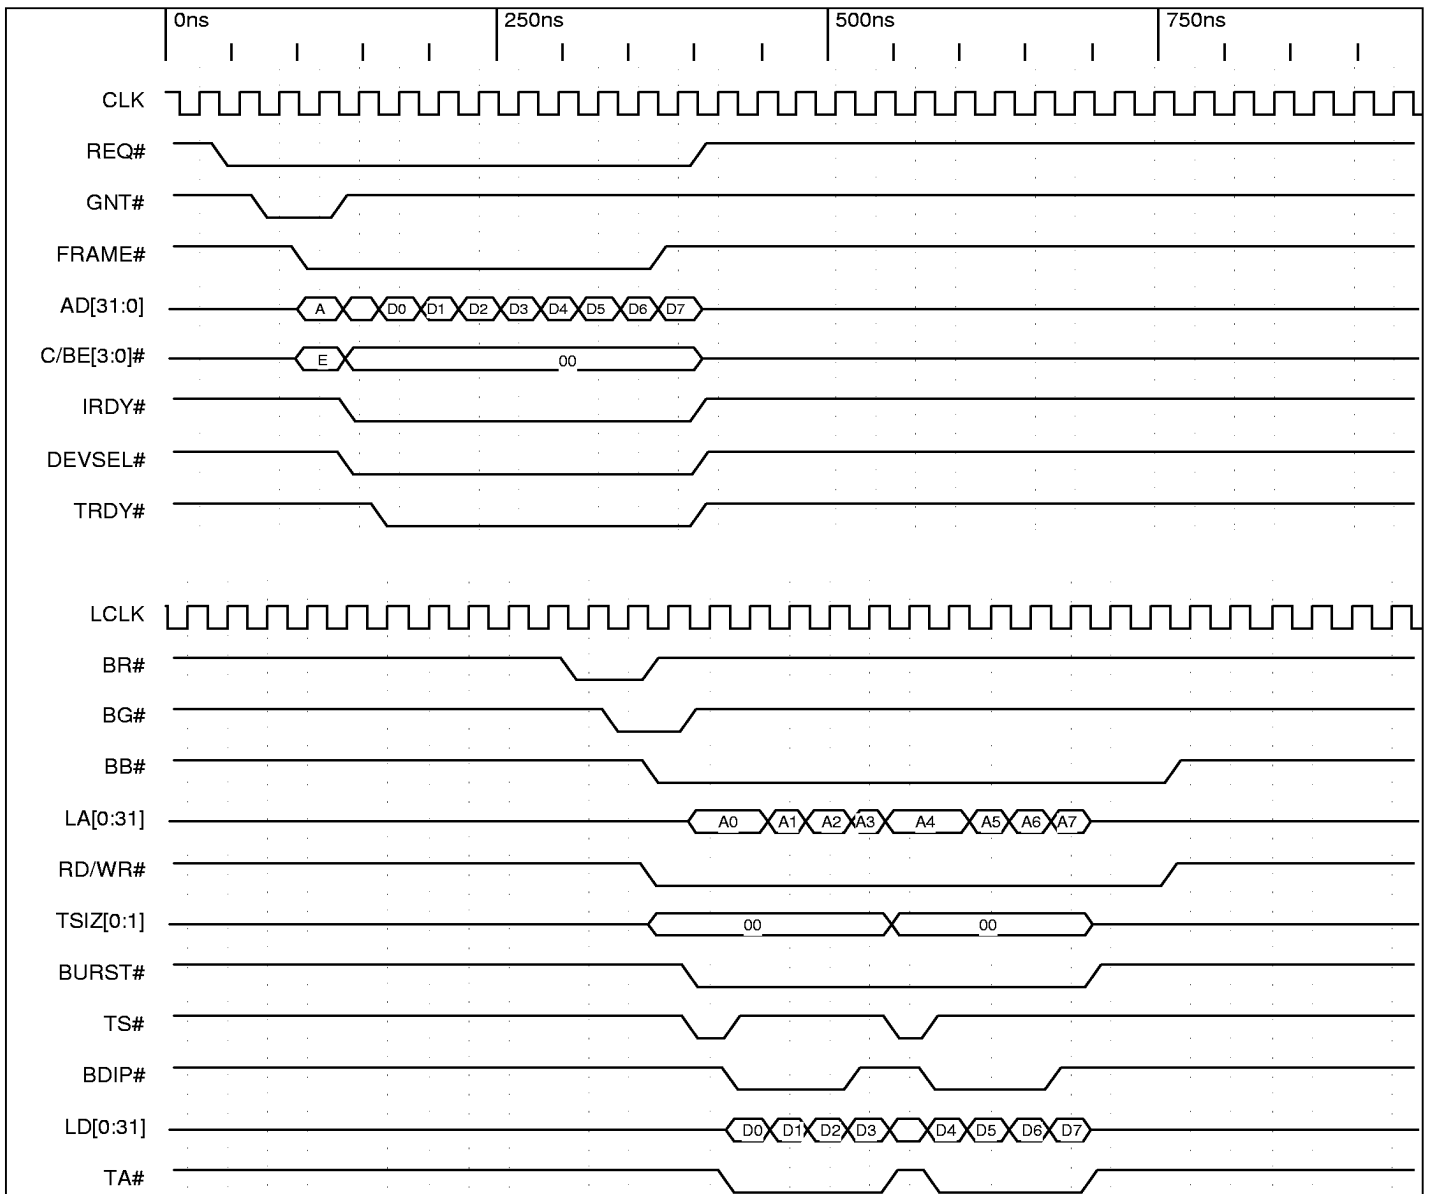 0ns 250ns 500ns 750ns
CLK
REQ#
GNT#
FRAME#
AD[31:0] A D0 D1 D2 D3 D4 D5 D6 D7
C/BE[3:0]# E 00
IRDY#
DEVSEL#
TRDY#
LCLK
BR#
BG#
BB#
LA[0:31] A0 A1 A2 A3 A4 A5 A6 A7
RD/WR#
TSIZ[0:1] 00 00
BURST#
TS#
BDIP#
LD[0:31] D0 D1 D2 D3 D4 D5 D6 D7
TA#